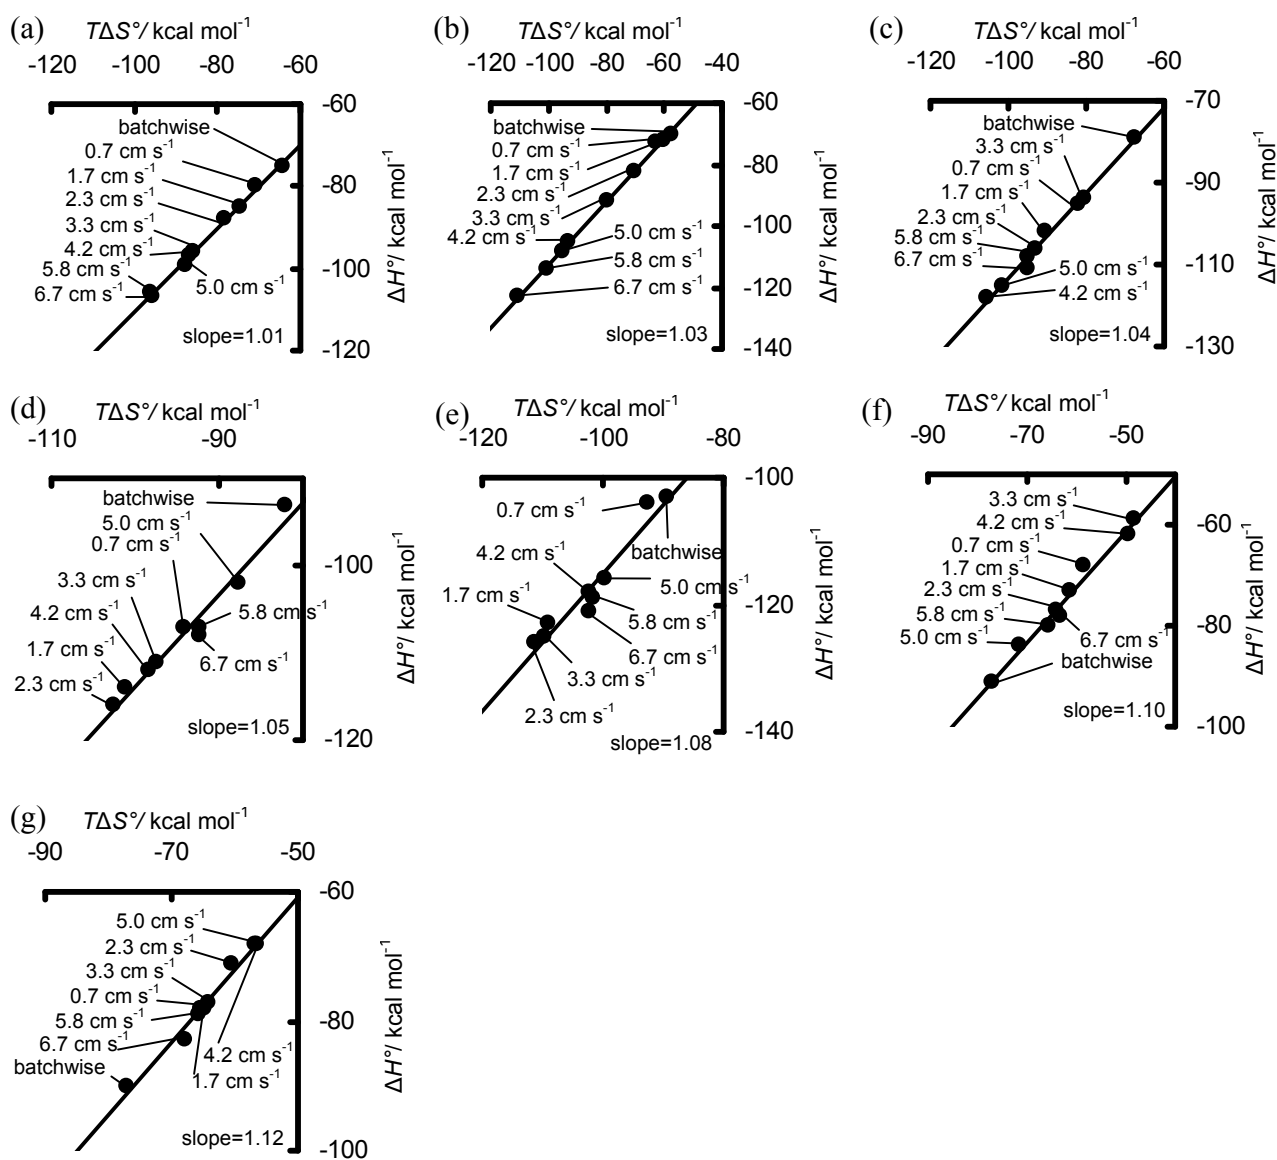 (a)
TΔS°/ kcal mol⁻¹
-120 -100 -80 -60
-60
batchwise
0.7 cm s⁻¹
1.7 cm s⁻¹
-80
2.3 cm s⁻¹
3.3 cm s⁻¹
4.2 cm s⁻¹
5.8 cm s⁻¹
-100
6.7 cm s⁻¹
5.0 cm s⁻¹
slope=1.01
-120
ΔH°/ kcal mol⁻¹
(b)
TΔS°/ kcal mol⁻¹
-120 -100 -80 -60 -40
-60
batchwise
0.7 cm s⁻¹
1.7 cm s⁻¹
-80
2.3 cm s⁻¹
3.3 cm s⁻¹
-100
4.2 cm s⁻¹
5.0 cm s⁻¹
5.8 cm s⁻¹
6.7 cm s⁻¹
-120
slope=1.03
-140
ΔH°/ kcal mol⁻¹
(c)
TΔS°/ kcal mol⁻¹
-120 -100 -80 -60
-70
batchwise
3.3 cm s⁻¹
0.7 cm s⁻¹
-90
1.7 cm s⁻¹
2.3 cm s⁻¹
5.8 cm s⁻¹
6.7 cm s⁻¹
-110
5.0 cm s⁻¹
4.2 cm s⁻¹
slope=1.04
-130
ΔH°/ kcal mol⁻¹
(d)
TΔS°/ kcal mol⁻¹
-110 -90
batchwise
5.0 cm s⁻¹
0.7 cm s⁻¹
-100
3.3 cm s⁻¹
4.2 cm s⁻¹
5.8 cm s⁻¹
1.7 cm s⁻¹
6.7 cm s⁻¹
2.3 cm s⁻¹
slope=1.05
-120
ΔH°/ kcal mol⁻¹
(e)
TΔS°/ kcal mol⁻¹
-120 -100 -80
-100
0.7 cm s⁻¹
batchwise
4.2 cm s⁻¹
5.0 cm s⁻¹
1.7 cm s⁻¹
-120
5.8 cm s⁻¹
6.7 cm s⁻¹
3.3 cm s⁻¹
2.3 cm s⁻¹
slope=1.08
-140
ΔH°/ kcal mol⁻¹
(f)
TΔS°/ kcal mol⁻¹
-90 -70 -50
3.3 cm s⁻¹
4.2 cm s⁻¹
-60
0.7 cm s⁻¹
1.7 cm s⁻¹
2.3 cm s⁻¹
5.8 cm s⁻¹
-80
5.0 cm s⁻¹
6.7 cm s⁻¹
batchwise
slope=1.10
-100
ΔH°/ kcal mol⁻¹
(g)
TΔS°/ kcal mol⁻¹
-90 -70 -50
-60
5.0 cm s⁻¹
2.3 cm s⁻¹
3.3 cm s⁻¹
0.7 cm s⁻¹
5.8 cm s⁻¹
-80
6.7 cm s⁻¹
4.2 cm s⁻¹
batchwise
1.7 cm s⁻¹
slope=1.12
-100
ΔH°/ kcal mol⁻¹